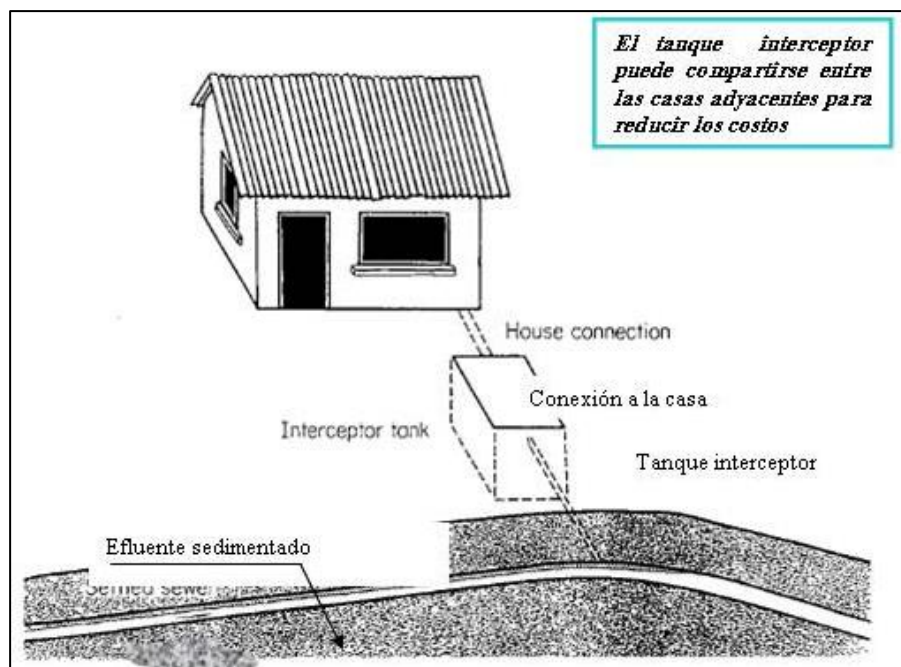 El tanque interceptor
puede compartirse entre
las casas adyacentes para
reducir los costos
House connection
Conexión a la casa
Interceptor tank
Tanque interceptor
Efluente sedimentado